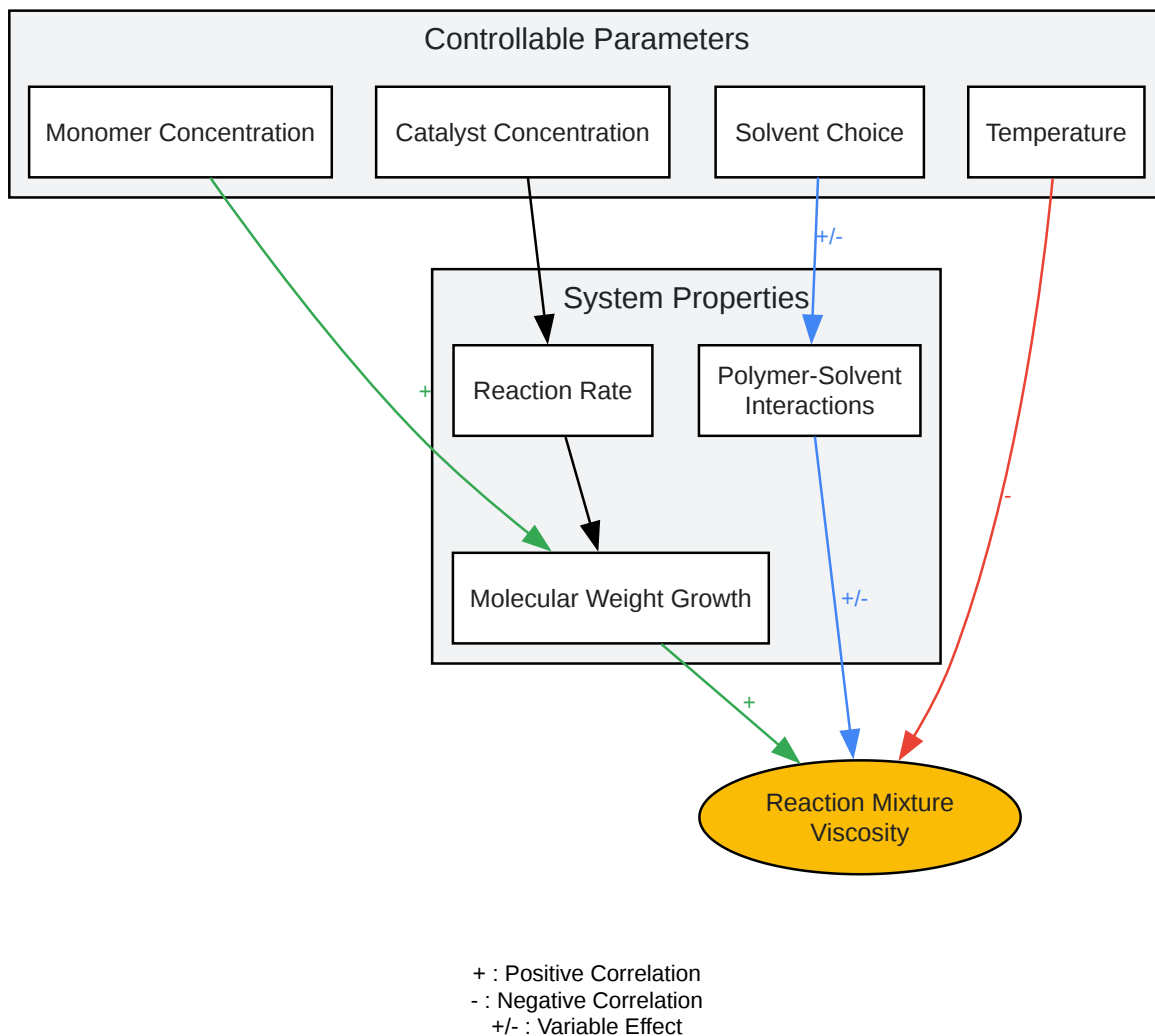 Controllable Parameters
Monomer Concentration
Catalyst Concentration
Solvent Choice
Temperature
+/-
System Properties
Reaction Rate
Polymer-Solvent
Interactions
+
-
Molecular Weight Growth
+/-
+
Reaction Mixture
Viscosity
+ : Positive Correlation
- : Negative Correlation
+/- : Variable Effect